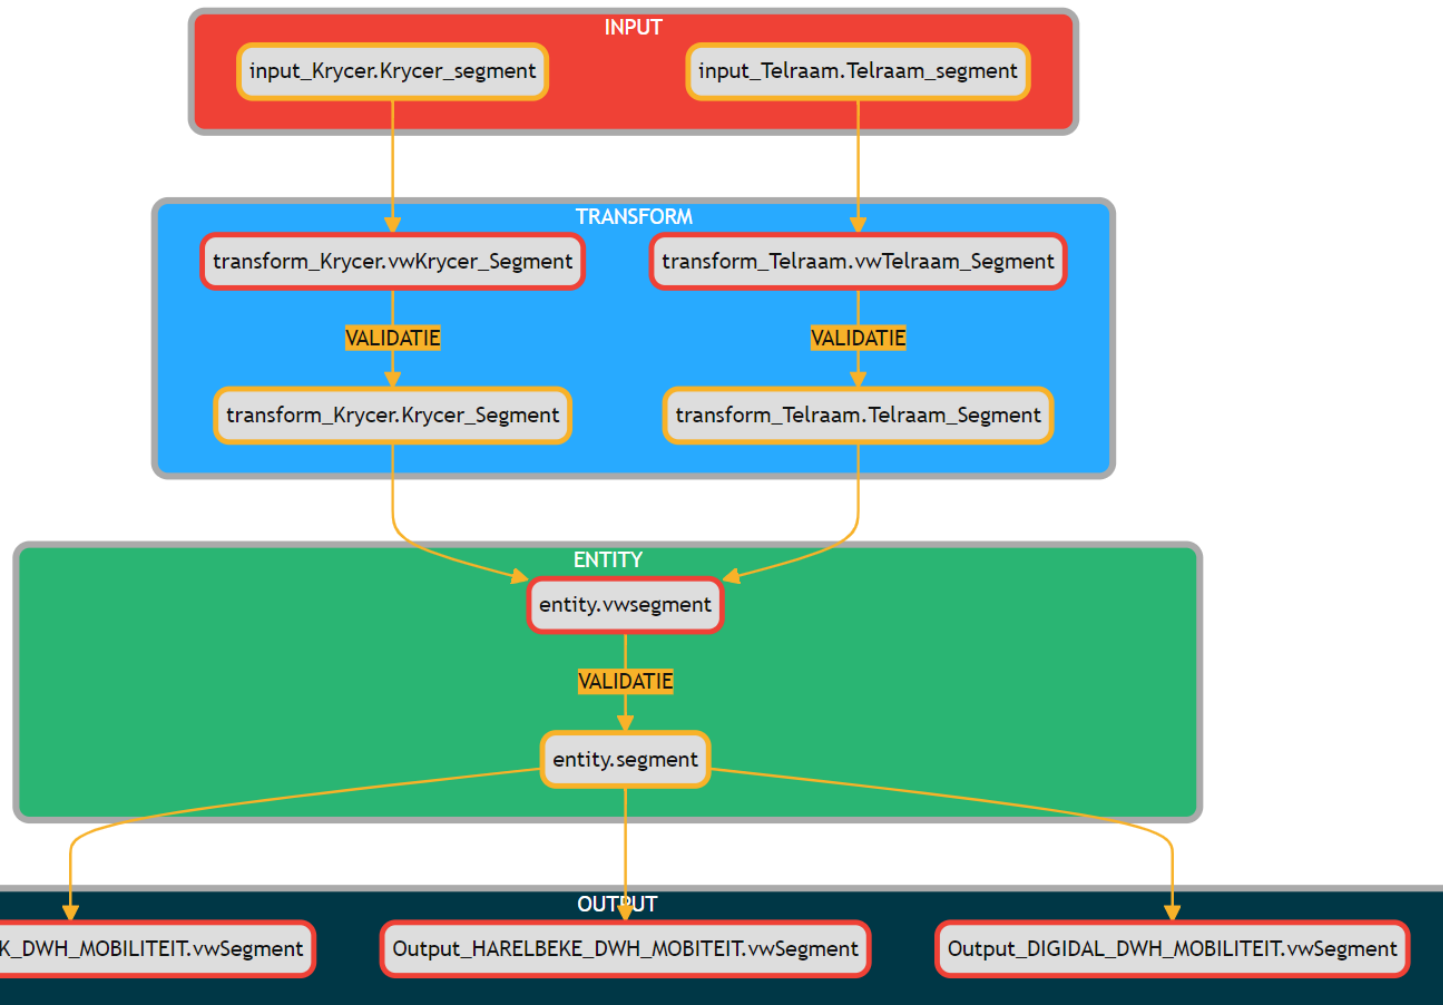 INPUT
input_Krycer.Krycer_segment
input_Telraam.Telraam_segment
TRANSFORM
transform_Krycer.vwKrycer_Segment
transform_Telraam.vwTelraam_Segment
VALIDATIE
VALIDATIE
transform_Krycer.Krycer_Segment
transform_Telraam.Telraam_Segment
ENTITY
entity.vwsegment
VALIDATIE
entity.segment
OUTPUT
K_DWH_MOBILITEIT.vwSegment
Output_HARELBEKE_DWH_MOBITEIT.vwSegment
Output_DIGIDAL_DWH_MOBILITEIT.vwSegment